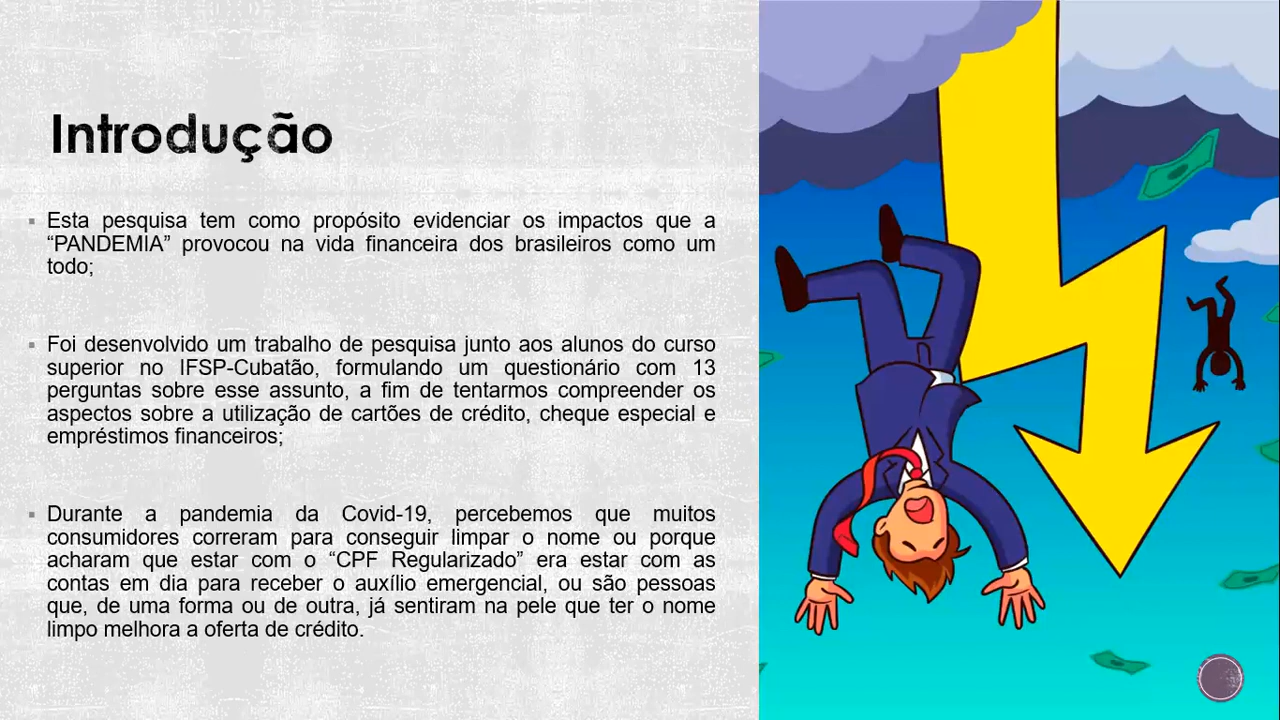 Introdução
Esta pesquisa tem como propósito evidenciar os impactos que a
“PANDEMIA” provocou na vida financeira dos brasileiros como um
todo;
Foi desenvolvido um trabalho de pesquisa junto aos alunos do curso
superior no IFSP-Cubatão, formulando um questionário com 13
perguntas sobre esse assunto, a fim de tentarmos compreender os
aspectos sobre a utilização de cartões de crédito, cheque especial e
empréstimos financeiros;
Durante a pandemia da Covid-19, percebemos que muitos
consumidores correram para conseguir limpar o nome ou porque
acharam que estar com o “CPF Regularizado” era estar com as
contas em dia para receber o auxílio emergencial, ou são pessoas
que, de uma forma ou de outra, já sentiram na pele que ter o nome
limpo melhora a oferta de crédito.